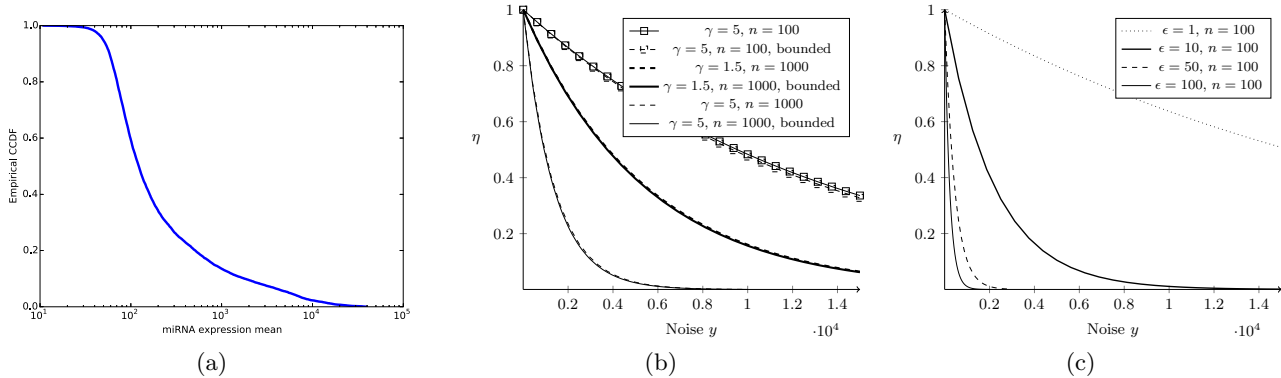 1.0
0.8
0.6
0.4
0.2
0.0
Empirical CCDF
10^1 10^2 10^3 10^4 10^5
miRNA expression mean
(a)
1
0.8
0.6
0.4
0.2
η
γ = 5, n = 100
γ = 5, n = 100, bounded
γ = 1.5, n = 1000
γ = 1.5, n = 1000, bounded
γ = 5, n = 1000
γ = 5, n = 1000, bounded
0.2 0.4 0.6 0.8 1 1.2 1.4
Noise y
·10^4
(b)
1
0.8
0.6
0.4
0.2
η
ϵ = 1, n = 100
ϵ = 10, n = 100
ϵ = 50, n = 100
ϵ = 100, n = 100
0.2 0.4 0.6 0.8 1 1.2 1.4
Noise y
·10^4
(c)